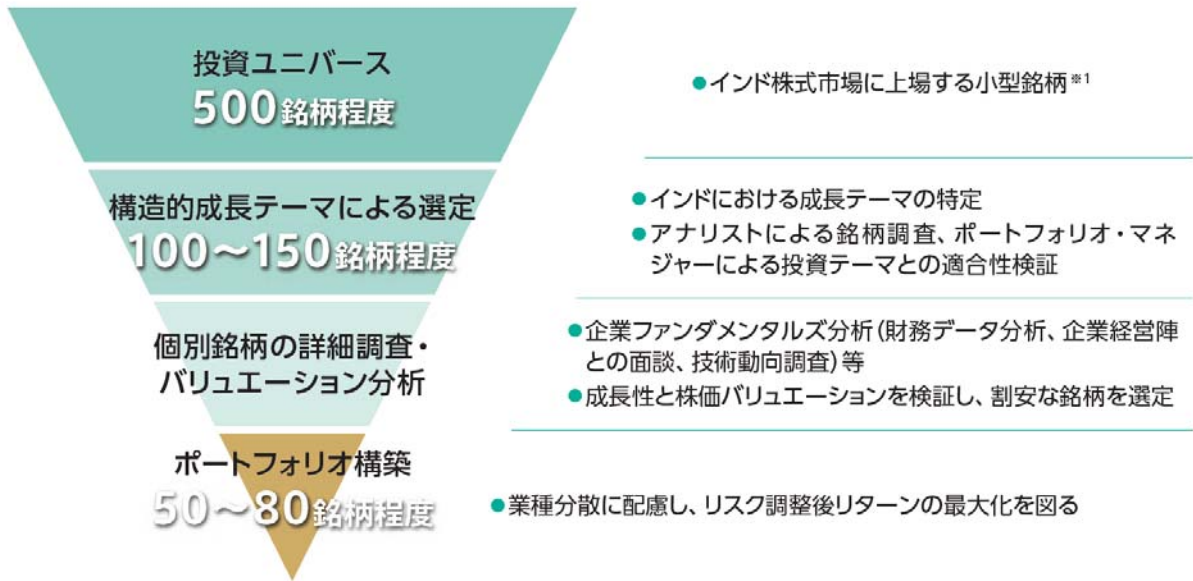 投資ユニバース
500銘柄程度
●インド株式市場に上場する小型銘柄※1
構造的成長テーマによる選定
100～150銘柄程度
●インドにおける成長テーマの特定
●アナリストによる銘柄調査、ポートフォリオ・マネ
ジャーによる投資テーマとの適合性検証
個別銘柄の詳細調査・
バリュエーション分析
●企業ファンダメンタルズ分析（財務データ分析、企業経営陣
との面談、技術動向調査）等
●成長性と株価バリュエーションを検証し、割安な銘柄を選定
ポートフォリオ構築
50～80銘柄程度
●業種分散に配慮し、リスク調整後リターンの最大化を図る